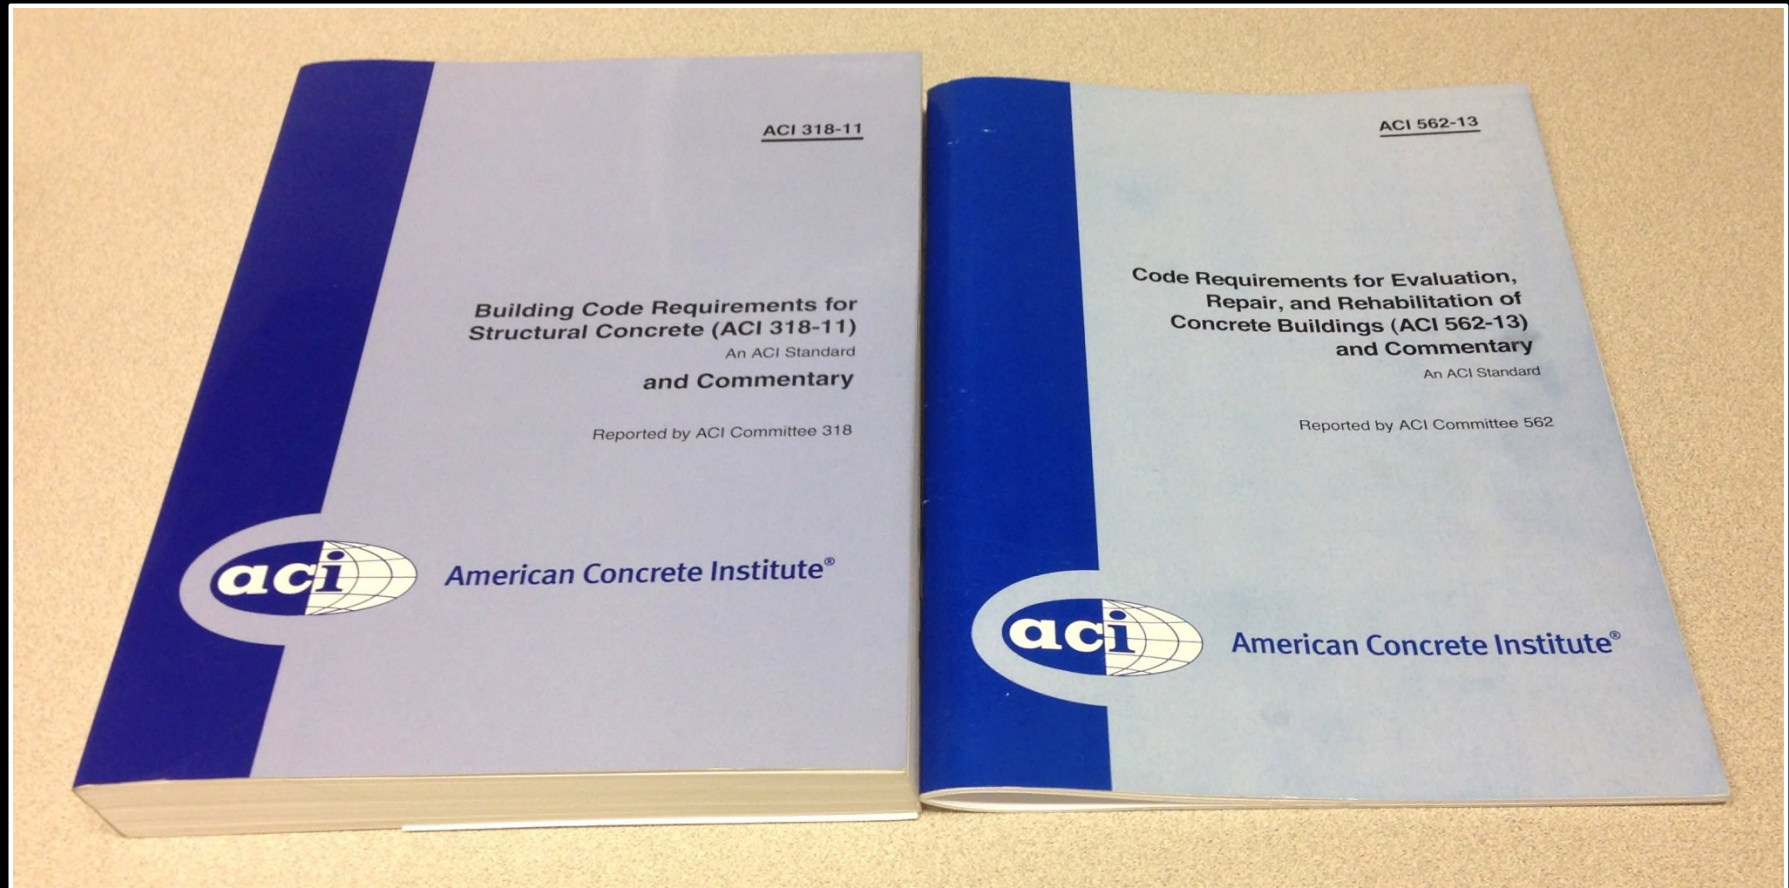 ACI 318-11
Building Code Requirements for
Structural Concrete (ACI 318-11)
An ACI Standard
and Commentary
Reported by ACI Committee 318
aci
American Concrete Institute®
ACI 562-13
Code Requirements for Evaluation,
Repair, and Rehabilitation of
Concrete Buildings (ACI 562-13)
and Commentary
An ACI Standard
Reported by ACI Committee 562
aci
American Concrete Institute®